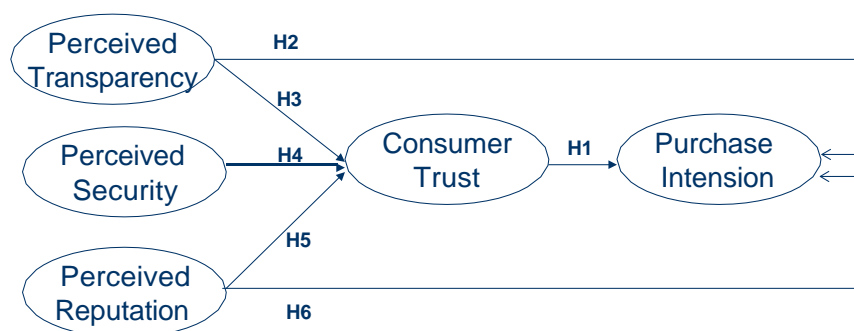 Perceived
Transparency
H2
H3
Perceived
Security
H4
Consumer
Trust
H1
Purchase
Intension
H5
Perceived
Reputation
H6